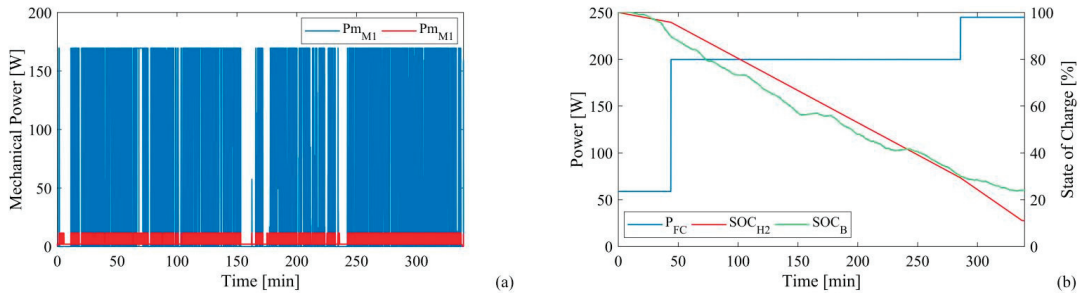 200
150
100
50
0
Mechanical Power [W]
Pm_M1 Pm_M1
0 50 100 150 200 250 300
Time [min]
(a)
250
200
150
100
50
0
Power [W]
100
80
60
40
20
0
State of Charge [%]
P_FC SOC_H2 SOC_B
0 50 100 150 200 250 300
Time [min]
(b)